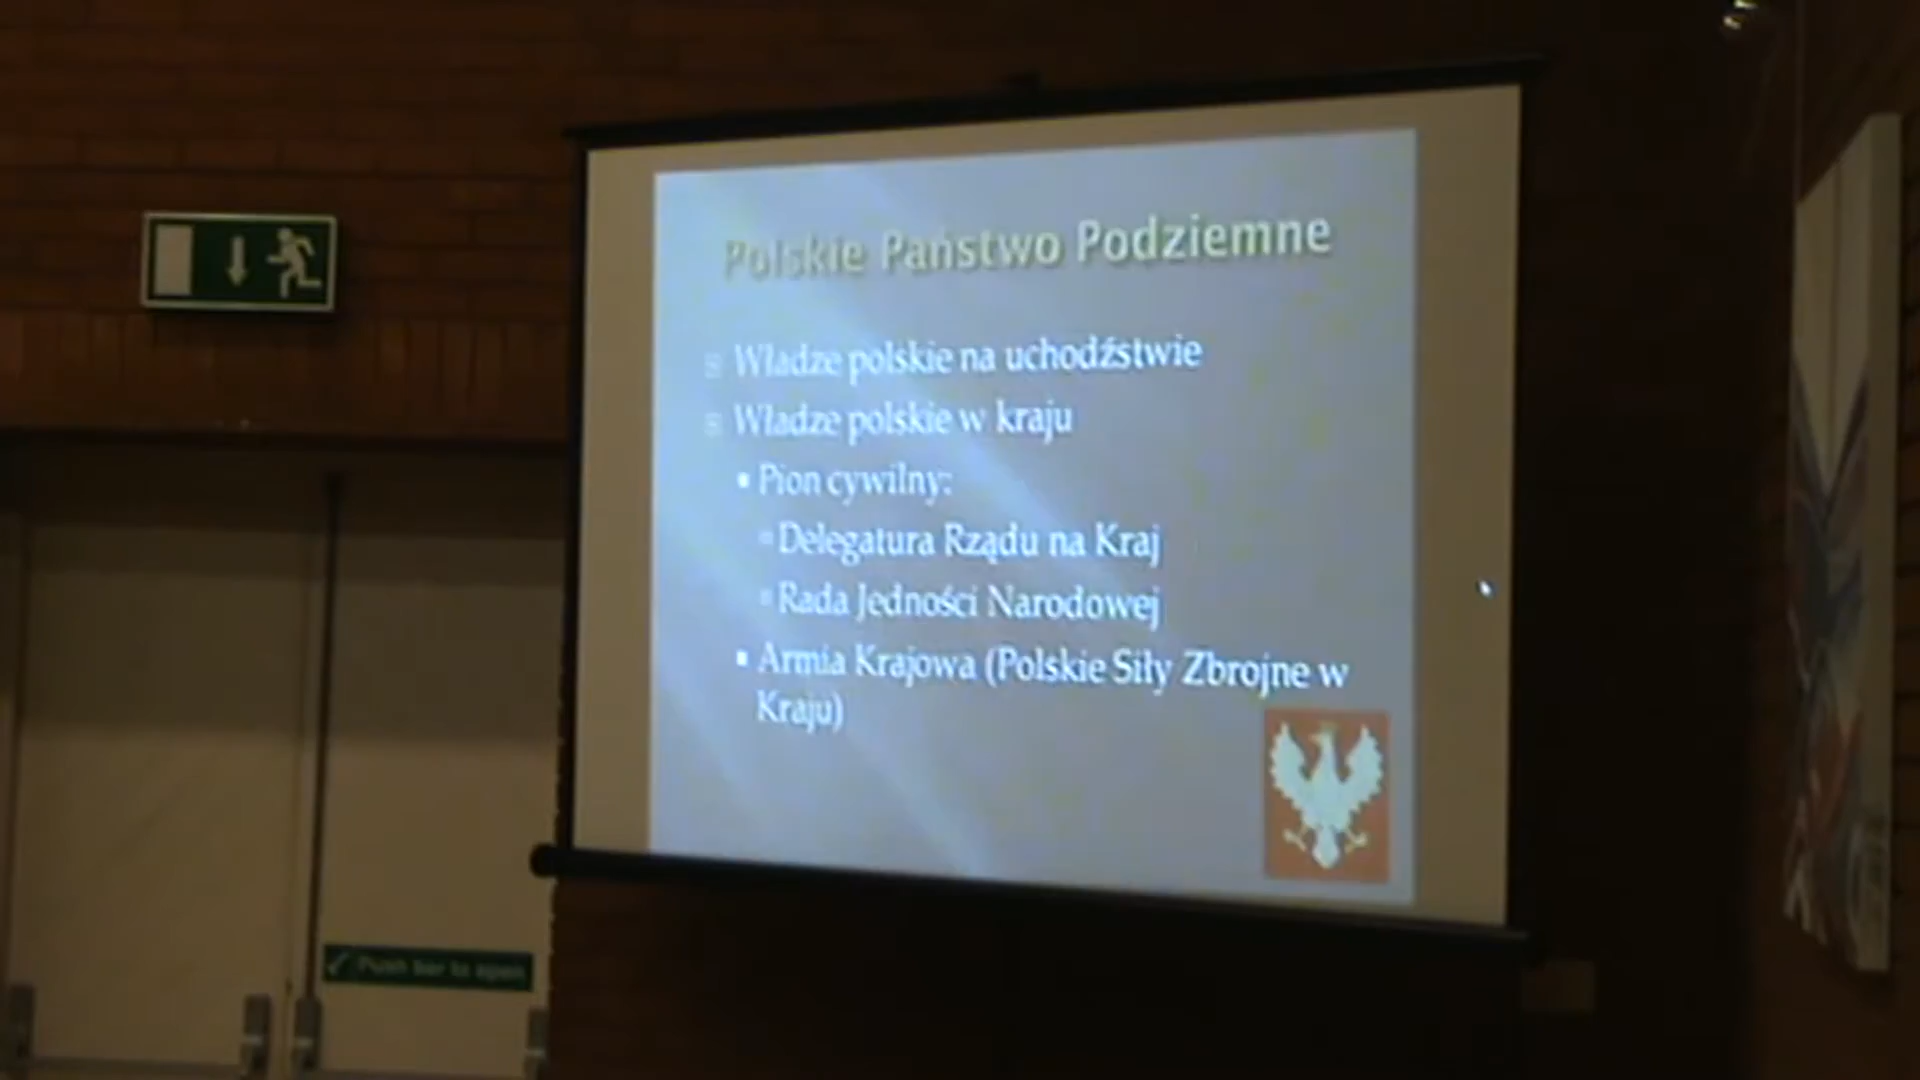 Polskie Państwo Podziemne
Władze polskie na uchodźstwie
Władze polskie w kraju
Pion cywilny:
Delegatura Rządu na Kraj
Rada Jedności Narodowej
Armia Krajowa (Polskie Siły Zbrojne w
Kraju)
Push bar to open